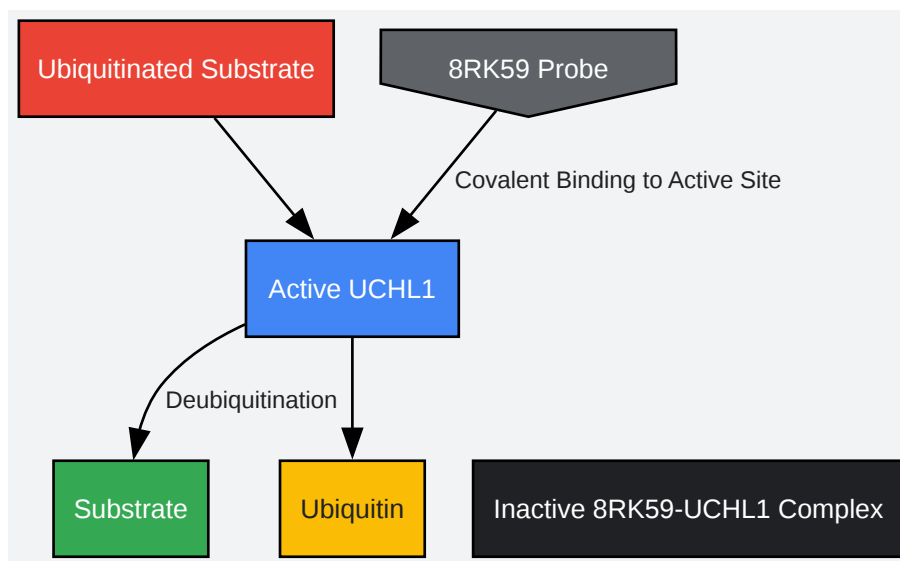 Ubiquitinated Substrate
8RK59 Probe
Covalent Binding to Active Site
Active UCHL1
Deubiquitination
Substrate
Ubiquitin
Inactive 8RK59-UCHL1 Complex